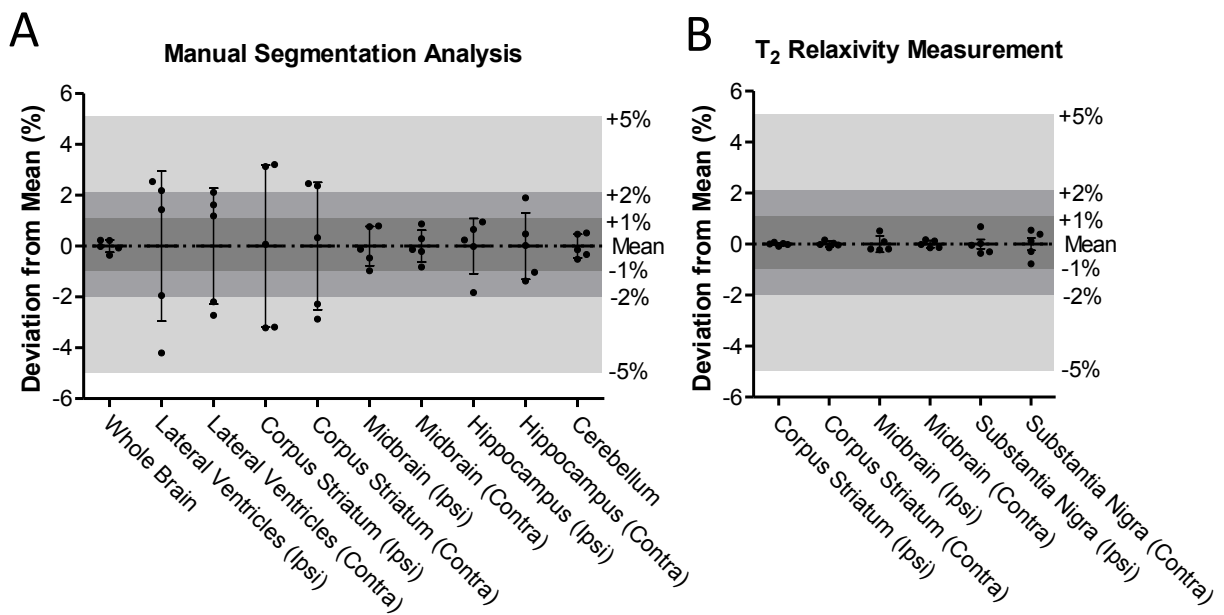 A
Manual Segmentation Analysis
Deviation from Mean (%)
6
4
2
0
-2
-4
-6
+5%
+2%
+1%
Mean
-1%
-2%
-5%
Whole Brain
Lateral Ventricles (Ipsi)
Lateral Ventricles (Contra)
Corpus Striatum (Ipsi)
Corpus Striatum (Contra)
Midbrain (Ipsi)
Midbrain (Contra)
Hippocampus (Ipsi)
Hippocampus (Contra)
Cerebellum
B
T₂ Relaxivity Measurement
Deviation from Mean (%)
6
4
2
0
-2
-4
-6
+5%
+2%
+1%
Mean
-1%
-2%
-5%
Corpus Striatum (Ipsi)
Corpus Striatum (Contra)
Midbrain (Ipsi)
Midbrain (Contra)
Substantia Nigra (Ipsi)
Substantia Nigra (Contra)